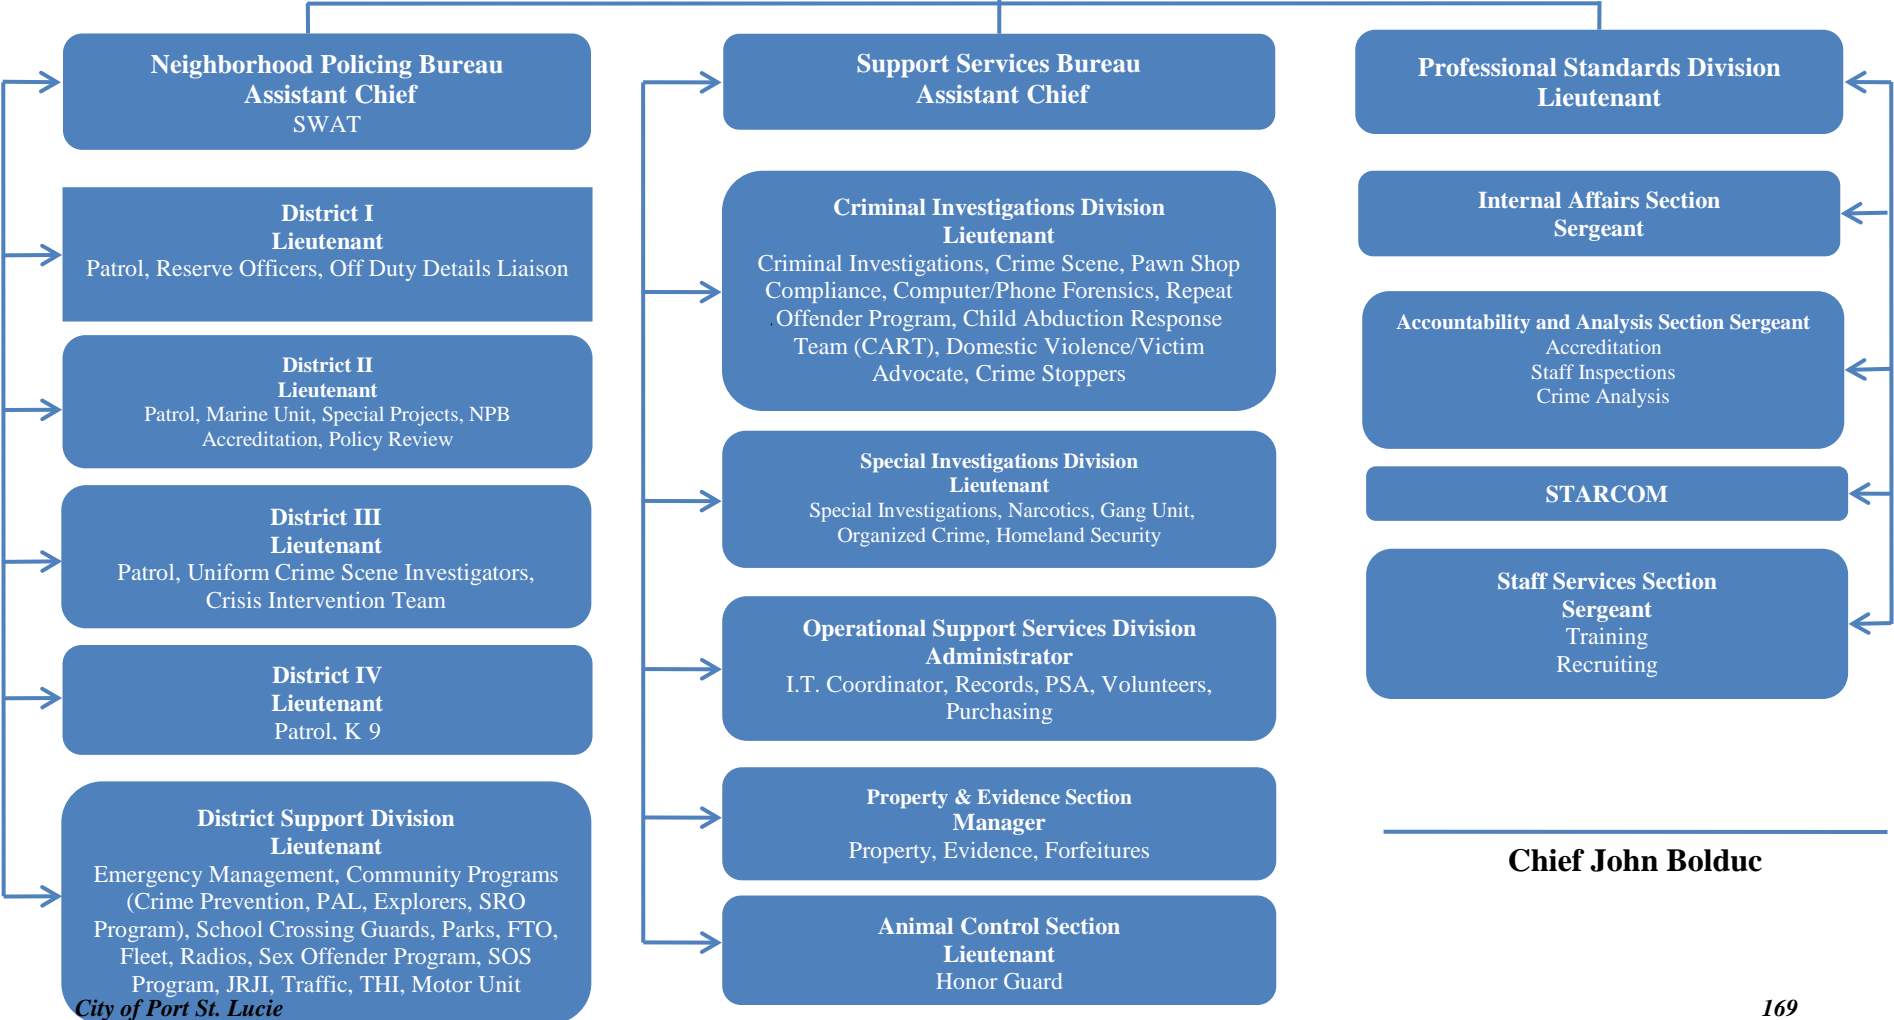 Neighborhood Policing Bureau
Assistant Chief
SWAT
District I
Lieutenant
Patrol, Reserve Officers, Off Duty Details Liaison
District II
Lieutenant
Patrol, Marine Unit, Special Projects, NPB
Accreditation, Policy Review
District III
Lieutenant
Patrol, Uniform Crime Scene Investigators,
Crisis Intervention Team
District IV
Lieutenant
Patrol, K 9
District Support Division
Lieutenant
Emergency Management, Community Programs
(Crime Prevention, PAL, Explorers, SRO
Program), School Crossing Guards, Parks, FTO,
Fleet, Radios, Sex Offender Program, SOS
Program, JRJI, Traffic, THI, Motor Unit
Support Services Bureau
Assistant Chief
Criminal Investigations Division
Lieutenant
Criminal Investigations, Crime Scene, Pawn Shop
Compliance, Computer/Phone Forensics, Repeat
Offender Program, Child Abduction Response
Team (CART), Domestic Violence/Victim
Advocate, Crime Stoppers
Special Investigations Division
Lieutenant
Special Investigations, Narcotics, Gang Unit,
Organized Crime, Homeland Security
Operational Support Services Division
Administrator
I.T. Coordinator, Records, PSA, Volunteers,
Purchasing
Property & Evidence Section
Manager
Property, Evidence, Forfeitures
Animal Control Section
Lieutenant
Honor Guard
Professional Standards Division
Lieutenant
Internal Affairs Section
Sergeant
Accountability and Analysis Section Sergeant
Accreditation
Staff Inspections
Crime Analysis
STARCOM
Staff Services Section
Sergeant
Training
Recruiting
Chief John Bolduc
City of Port St. Lucie
169